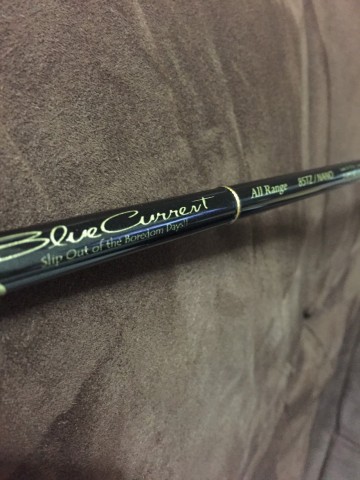 Blue Current
Slip Out of the Boredom Days!!
All Range
85TZ/NANO